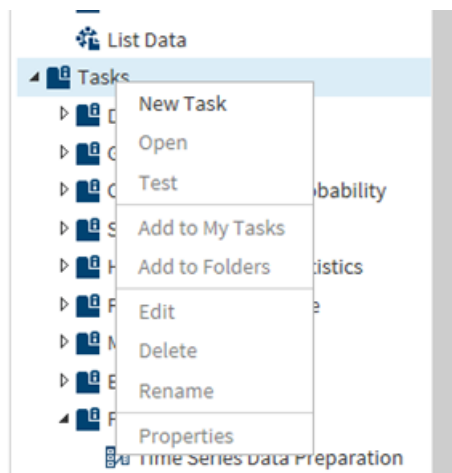 List Data
Tasks
New Task
Open
Test
bability
Add to My Tasks
Add to Folders
istics
Edit
Delete
Rename
Properties
Time Series Data Preparation